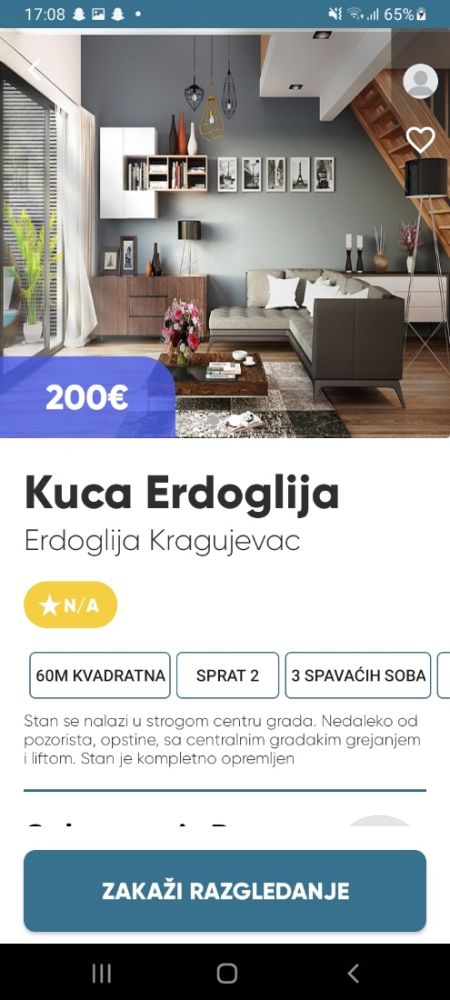 17:08
65%
200€
Kuca Erdoglija
Erdoglija Kragujevac
N/A
60M KVADRATNA
SPRAT 2
3 SPAVAĆIH SOBA
Stan se nalazi u strogom centru grada. Nedaleko od
pozorista, opstine, sa centralnim gradakim grejanjem
i liftom. Stan je kompletno opremljen
ZAKAŽI RAZGLEDANJE